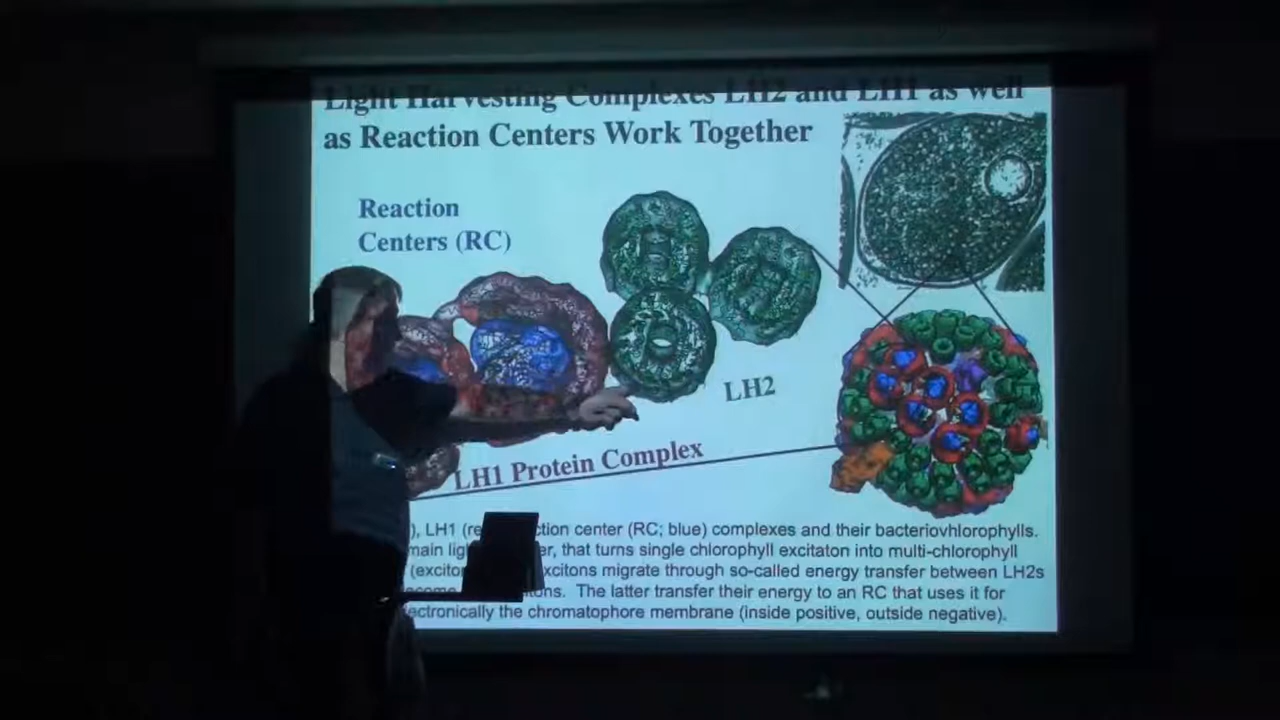 Light Harvesting Complexes LH2 and LH1 as well
as Reaction Centers Work Together
Reaction
Centers (RC)
LH2
LH1 Protein Complex
), LH1 (re ction center (RC; blue) complexes and their bacteriovhlorophylls.
main lig er, that turns single chlorophyll excitaton into multi-chlorophyll
(excito xcitons migrate through so-called energy transfer between LH2s
ome ons. The latter transfer their energy to an RC that uses it for
ectronically the chromatophore membrane (inside positive, outside negative).